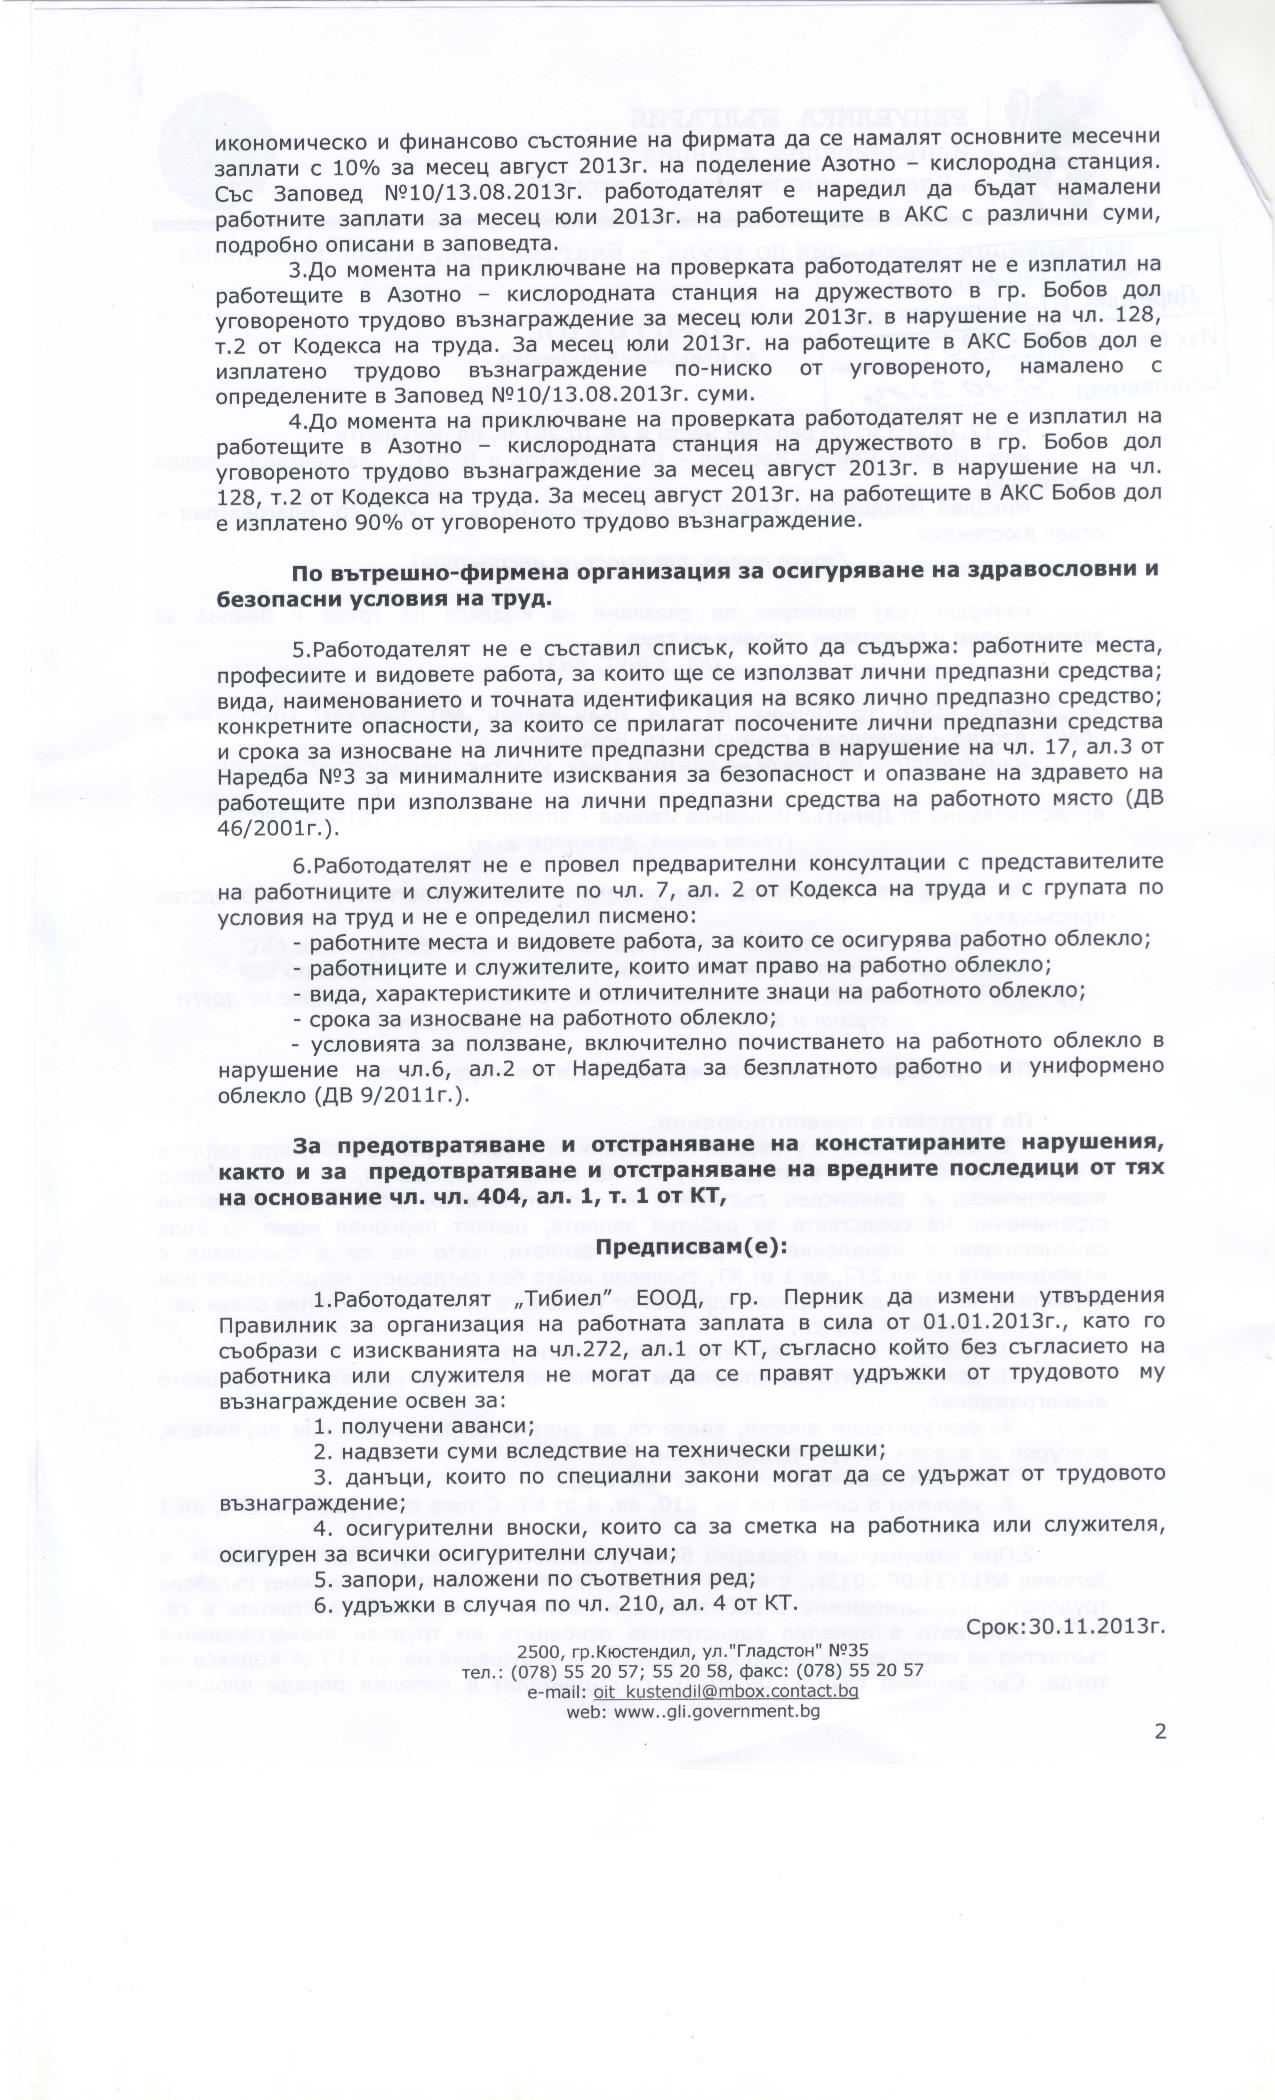 икономическо и финансово състояние на фирмата да се намалят основните месечни
заплати с 10% за месец август 2013г. на поделение Азотно – кислородна станция.
Със Заповед №10/13.08.2013г. работодателят е наредил да бъдат намалени
работните заплати за месец юли 2013г. на работещите в АКС с различни суми,
подробно описани в заповедта.
3.До момента на приключване на проверката работодателят не е изплатил на
работещите в Азотно – кислородната станция на дружеството в гр. Бобов дол
уговореното трудово възнаграждение за месец юли 2013г. в нарушение на чл. 128,
т.2 от Кодекса на труда. За месец юли 2013г. на работещите в АКС Бобов дол е
изплатено трудово възнаграждение по-ниско от уговореното, намалено с
определените в Заповед №10/13.08.2013г. суми.
4.До момента на приключване на проверката работодателят не е изплатил на
работещите в Азотно – кислородна станция на дружеството в гр. Бобов дол
уговореното трудово възнаграждение за месец август 2013г. в нарушение на чл.
128, т.2 от Кодекса на труда. За месец август 2013г. на работещите в АКС Бобов дол
е изплатено 90% от уговореното трудово възнаграждение.
По вътрешно-фирмена организация за осигуряване на здравословни и
безопасни условия на труд.
5.Работодателят не е съставил списък, който да съдържа: работните места,
професиите и видовете работа, за които ще се използват лични предпазни средства;
вида, наименованието и точната идентификация на всяко лично предпазно средство;
конкретните опасности, за които се прилагат посочените лични предпазни средства
и срока за износване на личните предпазни средства в нарушение на чл. 17, ал.3 от
Наредба №3 за минималните изисквания за безопасност и опазване на здравето на
работещите при използване на лични предпазни средства на работното място (ДВ
46/2001г.).
6.Работодателят не е провел предварителни консултации с представителите
на работниците и служителите по чл. 7, ал. 2 от Кодекса на труда и с групата по
условия на труд и не е определил писмено:
- работните места и видовете работа, за които се осигурява работно облекло;
- работниците и служителите, които имат право на работно облекло;
- вида, характеристиките и отличителните знаци на работното облекло;
- срока за износване на работното облекло;
- условията за ползване, включително почистването на работното облекло в
нарушение на чл.6, ал.2 от Наредбата за безплатното работно и униформено
облекло (ДВ 9/2011г.).
За предотвратяване и отстраняване на констатираните нарушения,
както и за предотвратяване и отстраняване на вредните последици от тях
на основание чл. чл. 404, ал. 1, т. 1 от КТ,
Предписвам(е):
1.Работодателят „Тибиел” ЕООД, гр. Перник да измени утвърдения
Правилник за организация на работната заплата в сила от 01.01.2013г., като го
съобрази с изискванията на чл.272, ал.1 от КТ, съгласно който без съгласието на
работника или служителя не могат да се правят удръжки от трудовото му
възнаграждение освен за:
1. получени аванси;
2. надвзети суми вследствие на технически грешки;
3. данъци, които по специални закони могат да се удържат от трудовото
възнаграждение;
4. осигурителни вноски, които са за сметка на работника или служителя,
осигурен за всички осигурителни случаи;
5. запори, наложени по съответния ред;
6. удръжки в случая по чл. 210, ал. 4 от КТ.
Срок:30.11.2013г.
2500, гр.Кюстендил, ул."Гладстон" №35
тел.: (078) 55 20 57; 55 20 58, факс: (078) 55 20 57
e-mail: oit_kustendil@mbox.contact.bg
web: www..gli.government.bg
2